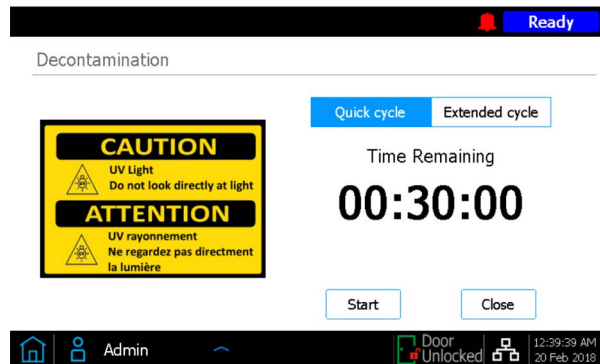 Ready
Decontamination
Quick cycle
Extended cycle
CAUTION
UV Light
Do not look directly at light
ATTENTION
UV rayonnement
Ne regardez pas directment
la lumière
Time Remaining
00:30:00
Start
Close
Admin
Door
Unlocked
12:39:39 AM
20 Feb 2018